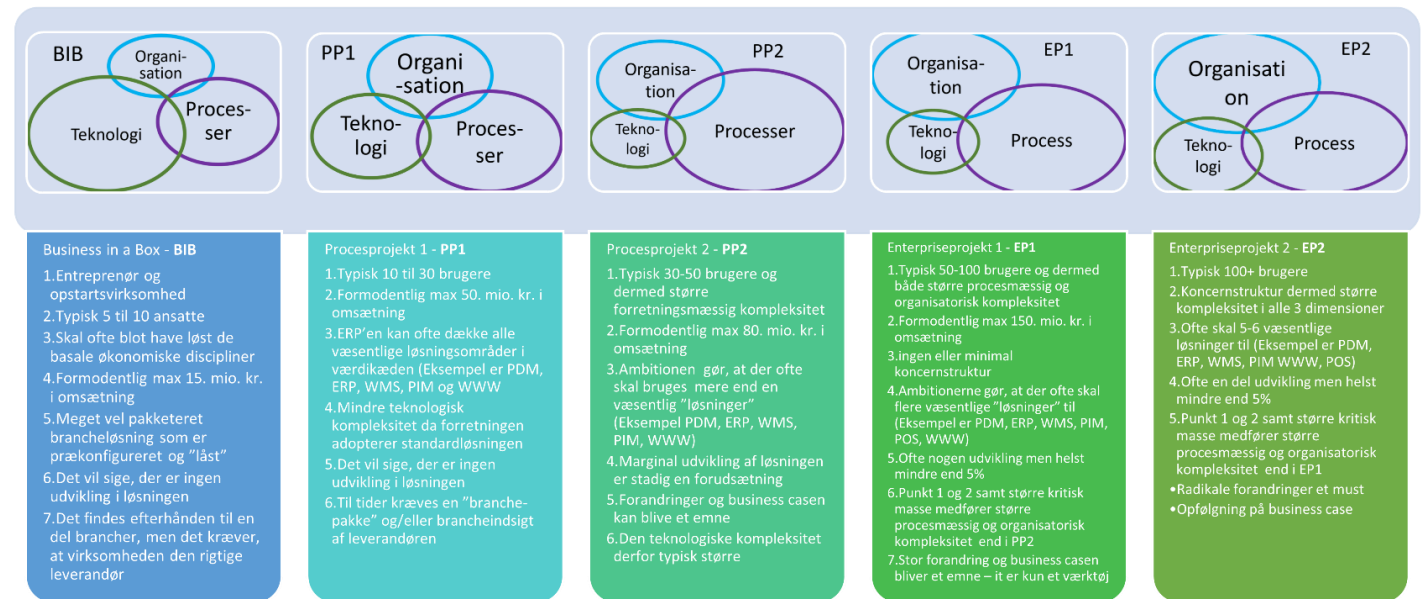 BIB
Organi-
sation
Teknologi
Proces-
ser
PP1
Organi
-sation
Tekno-
logi
Proces-
ser
PP2
Organisa-
tion
Tekno-
logi
Processer
EP1
Organisa-
tion
Tekno-
logi
Process
EP2
Organisati
on
Tekno-
logi
Process
Business in a Box - BIB
1.Entreprenør og
opstartsvirksomhed
2.Typisk 5 til 10 ansatte
3.Skal ofte blot have løst de
basale økonomiske discipliner
4.Formodentlig max 15. mio. kr.
i omsætning
5.Meget vel pakketeret
brancheløsning som er
prækonfigureret og ”låst”
6.Det vil sige, der er ingen
udvikling i løsningen
7.Det findes efterhånden til en
del brancher, men det kræver,
at virksomheden den rigtige
leverandør
Procesprojekt 1 - PP1
1.Typisk 10 til 30 brugere
2.Formodentlig max 50. mio. kr. i
omsætning
3.ERP’en kan ofte dække alle
væsentlige løsningsområder i
værdikæden (Eksempel er PDM,
ERP, WMS, PIM og WWW
4.Mindre teknologisk
kompleksitet da forretningen
adopterer standardløsningen
5.Det vil sige, der er ingen
udvikling i løsningen
6.Til tider kræves en ”branche-
pakke” og/eller brancheindsigt
af leverandøren
Procesprojekt 2 - PP2
1.Typisk 30-50 brugere og
dermed større
forretningsmæssig kompleksitet
2.Formodentlig max 80. mio. kr. i
omsætning
3.Ambitionen gør, at der ofte
skal bruges mere end en
væsentlig ”løsninger”
(Eksempel PDM, ERP, WMS,
PIM, WWW)
4.Marginal udvikling af løsningen
er stadig en forudsætning
5.Forandringer og business casen
kan blive et emne
6.Den teknologiske kompleksitet
derfor typisk større
Enterpriseprojekt 1 - EP1
1.Typisk 50-100 brugere og dermed
både større procesmæssig og
organisatorisk kompleksitet
2.Formodentlig max 150. mio. kr. i
omsætning
3.ingen eller minimal
koncernstruktur
4.Ambitionerne gør, at der ofte skal
flere væsentlige ”løsninger” til
(Eksempel er PDM, ERP, WMS, PIM,
POS, WWW)
5.Ofte nogen udvikling men helst
mindre end 5%
6.Punkt 1 og 2 samt større kritisk
masse medfører større
procesmæssig og organisatorisk
kompleksitet end i PP2
7.Stor forandring og business casen
bliver et emne – it er kun et værktøj
Enterpriseprojekt 2 - EP2
1.Typisk 100+ brugere
2.Koncernstruktur dermed større
kompleksitet i alle 3 dimensioner
3.Ofte skal 5-6 væsentlige
løsninger til (Eksempel er PDM,
ERP, WMS, PIM WWW, POS)
4.Ofte en del udvikling men helst
mindre end 5%
5.Punkt 1 og 2 samt større kritisk
masse medfører større
procesmæssig og organisatorisk
kompleksitet end i EP1
•Radikale forandringer et must
•Opfølgning på business case